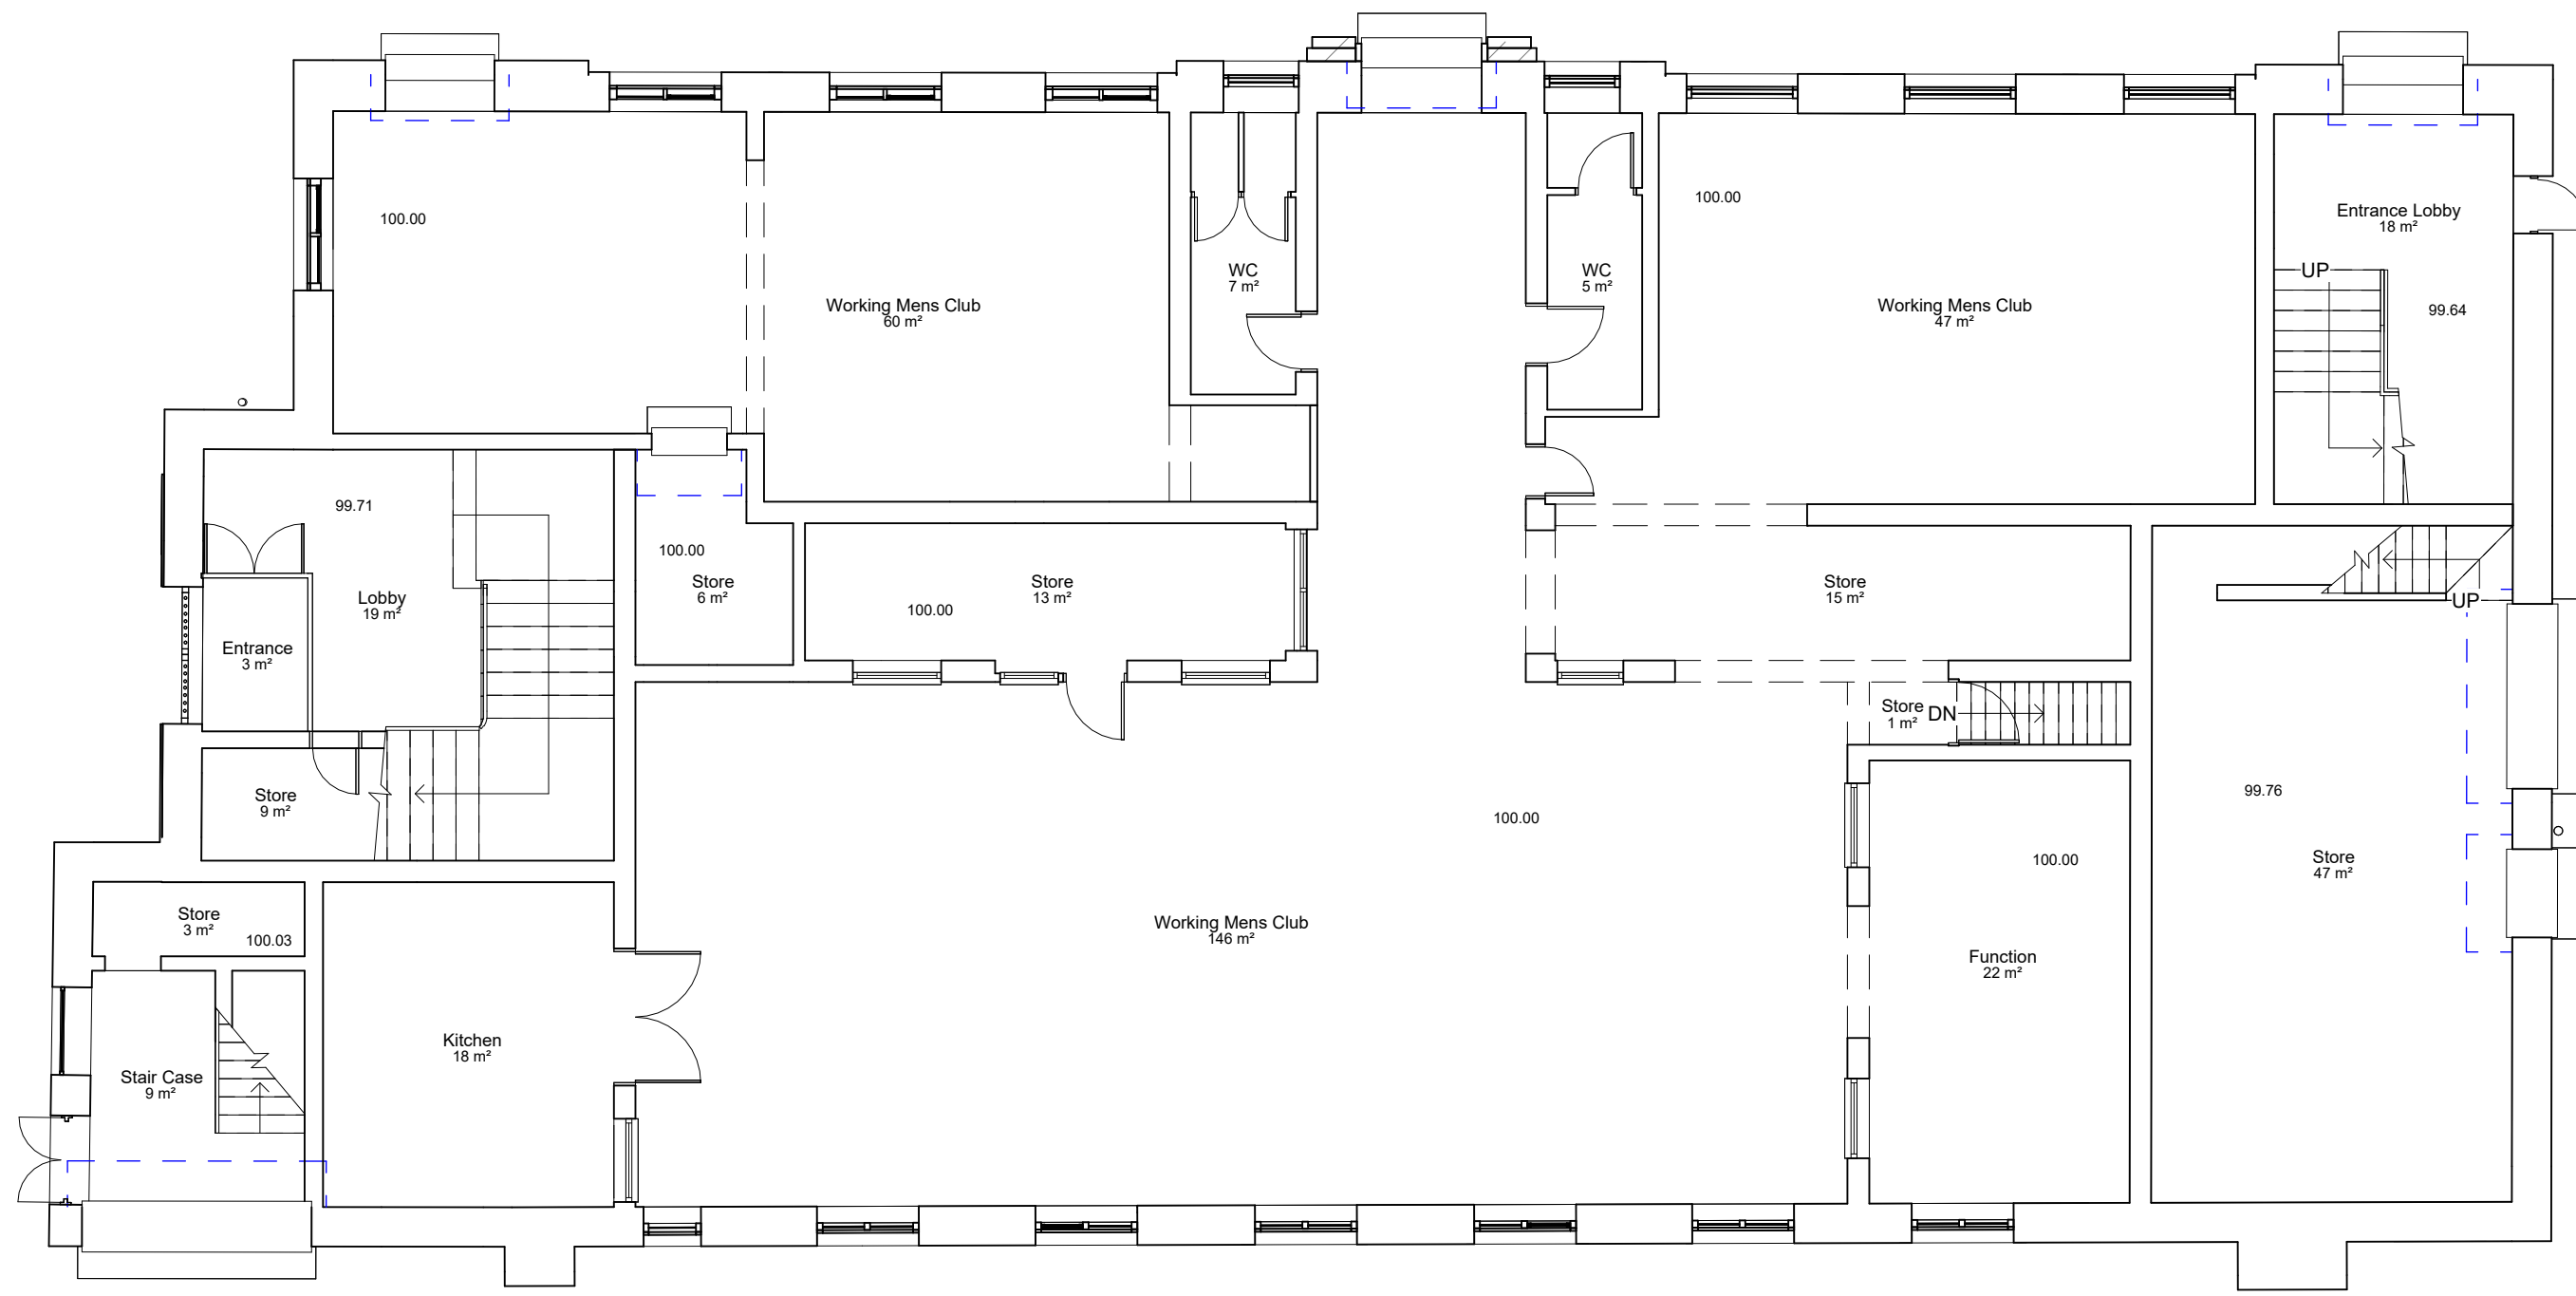 100.00
100.00
Entrance Lobby
18 m²
WC
7 m²
WC
5 m²
UP
Working Mens Club
60 m²
Working Mens Club
47 m²
99.64
99.71
100.00
Store
6 m²
Store
13 m²
100.00
Store
15 m²
UP
Lobby
19 m²
Entrance
3 m²
Store
1 m²
DN
Store
9 m²
99.76
100.00
100.00
Store
47 m²
Store
3 m²
100.03
Working Mens Club
146 m²
Function
22 m²
Kitchen
18 m²
Stair Case
9 m²